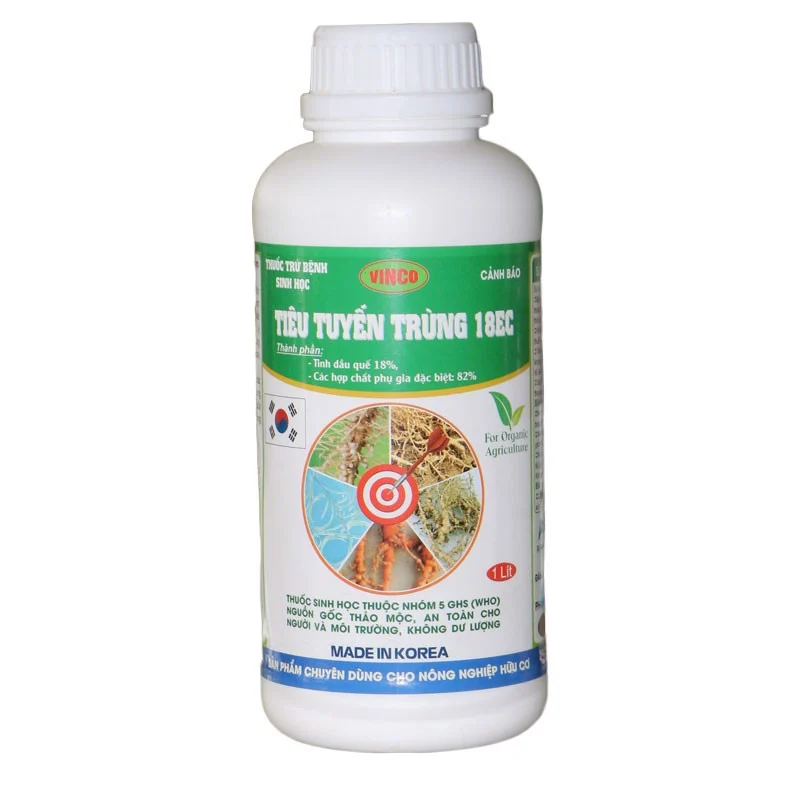 THUỐC TRỪ BỆNH
SINH HỌC
VINCO
CẢNH BÁO
TIÊU TUYẾN TRÙNG 18EC
Thành phần:
- Tinh dầu quế 18%,
- Các hợp chất phụ gia đặc biệt: 82%
For Organic
Agriculture
1 Lít
THUỐC SINH HỌC THUỘC NHÓM 5 GHS (WHO)
NGUỒN GỐC THẢO MỘC, AN TOÀN CHO
NGƯỜI VÀ MÔI TRƯỜNG, KHÔNG DƯ LƯỢNG
MADE IN KOREA
SẢN PHẨM CHUYÊN DÙNG CHO NÔNG NGHIỆP HỮU CƠ